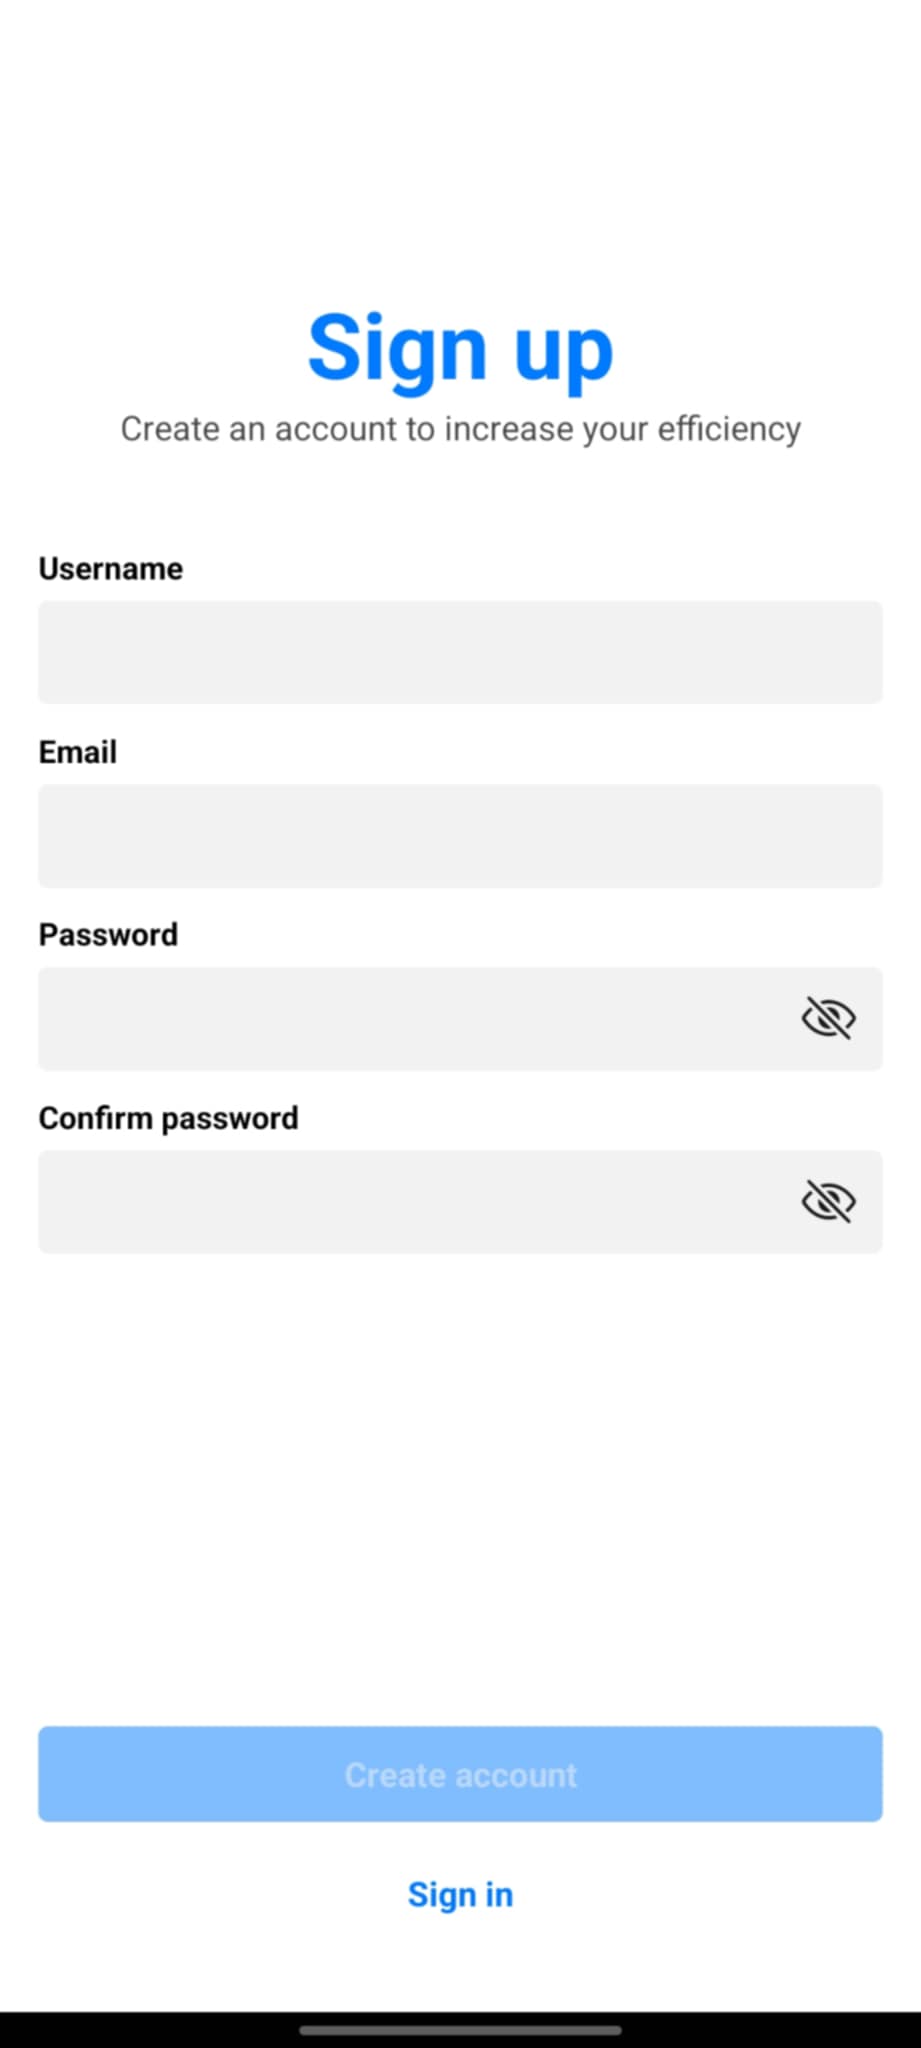 Sign up
Create an account to increase your efficiency
Username
Email
Password
Confirm password
Create account
Sign in